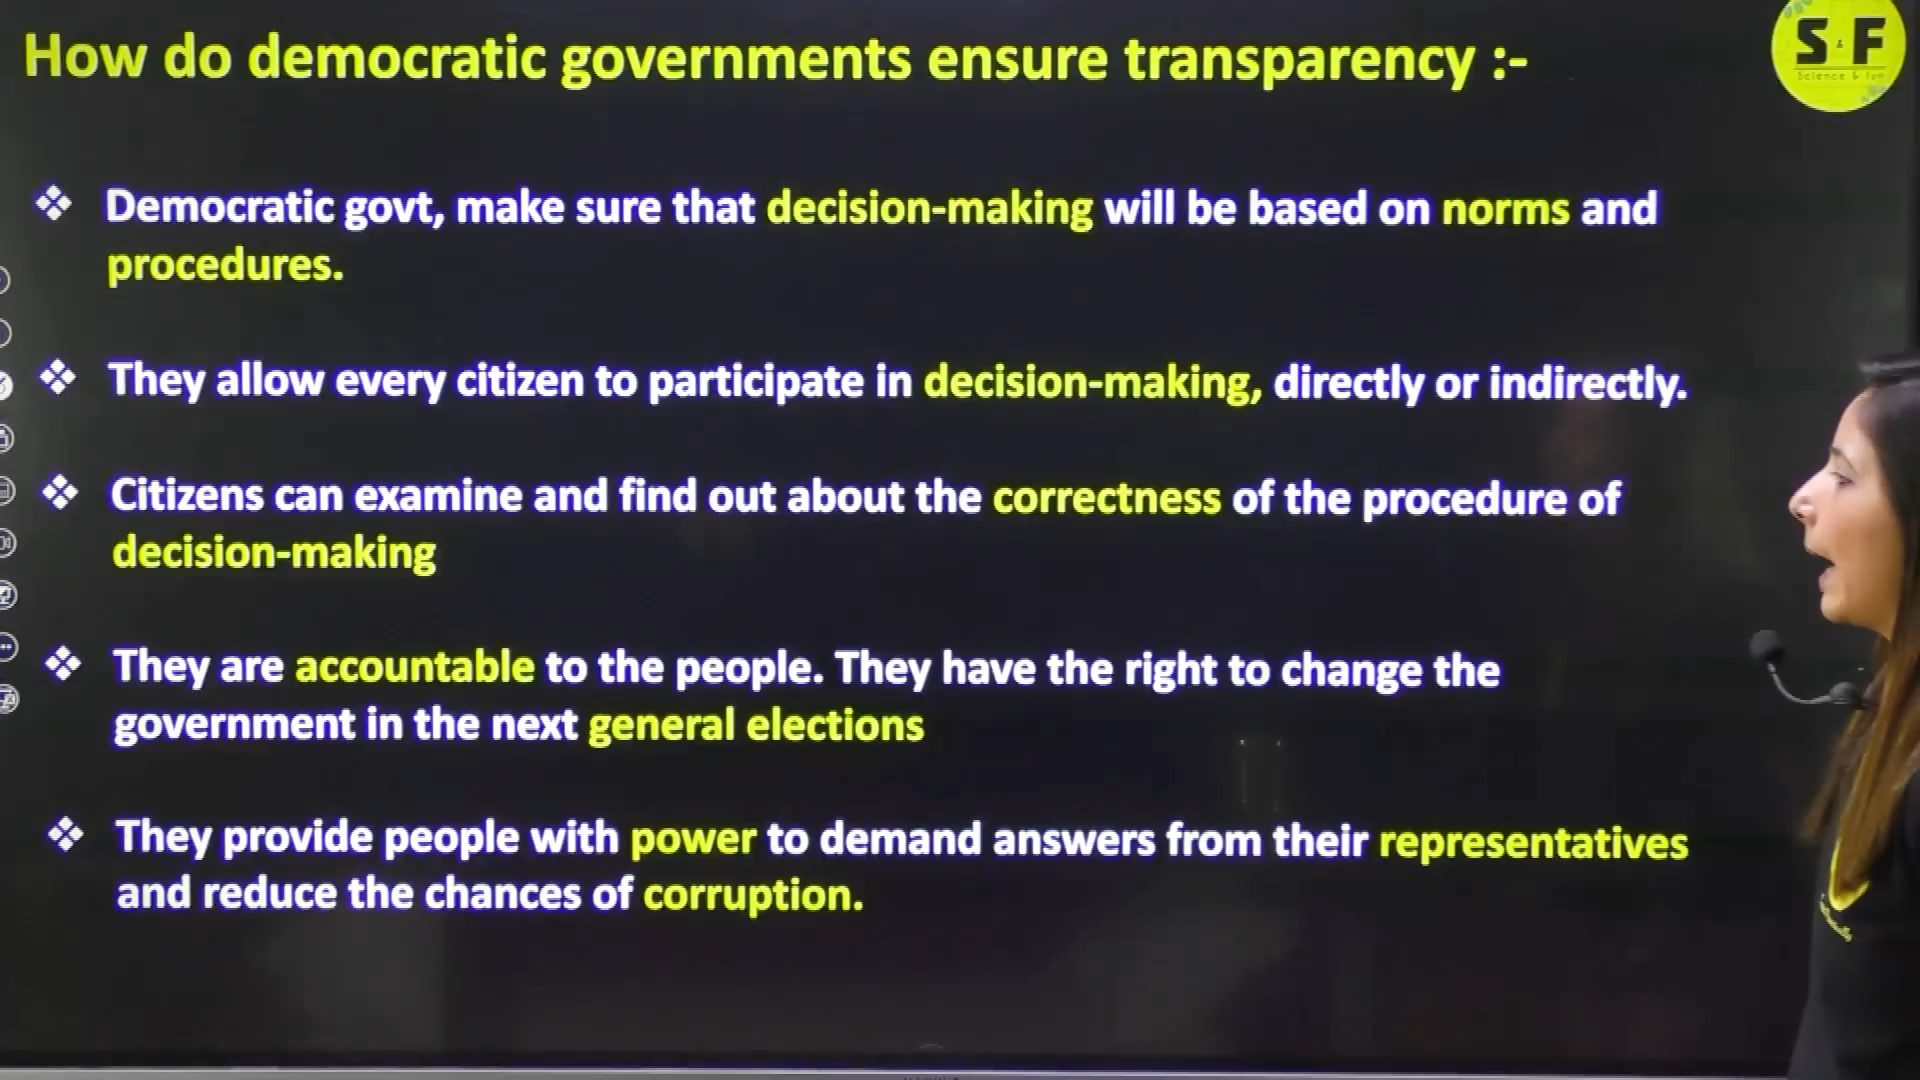 How do democratic governments ensure transparency :-
S & F
Science & fun
❖ Democratic govt, make sure that decision-making will be based on norms and
procedures.
❖ They allow every citizen to participate in decision-making, directly or indirectly.
❖ Citizens can examine and find out about the correctness of the procedure of
decision-making
❖ They are accountable to the people. They have the right to change the
government in the next general elections
❖ They provide people with power to demand answers from their representatives
and reduce the chances of corruption.